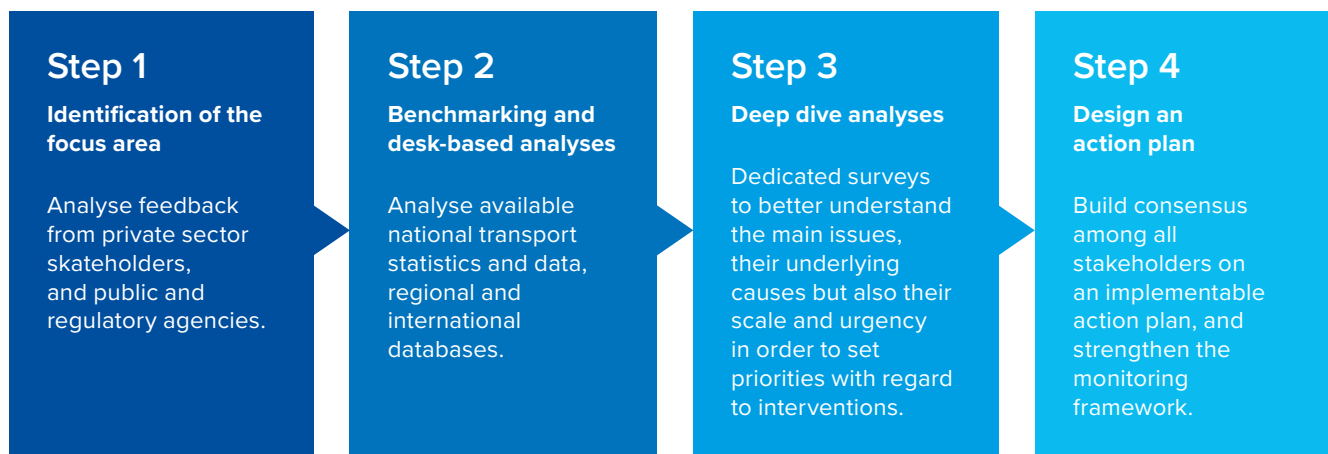 Step 1
Identification of the
focus area
Analyse feedback
from private sector
skateholders,
and public and
regulatory agencies.
Step 2
Benchmarking and
desk-based analyses
Analyse available
national transport
statistics and data,
regional and
international
databases.
Step 3
Deep dive analyses
Dedicated surveys
to better understand
the main issues,
their underlying
causes but also their
scale and urgency
in order to set
priorities with regard
to interventions.
Step 4
Design an
action plan
Build consensus
among all
stakeholders on
an implementable
action plan, and
strengthen the
monitoring
framework.